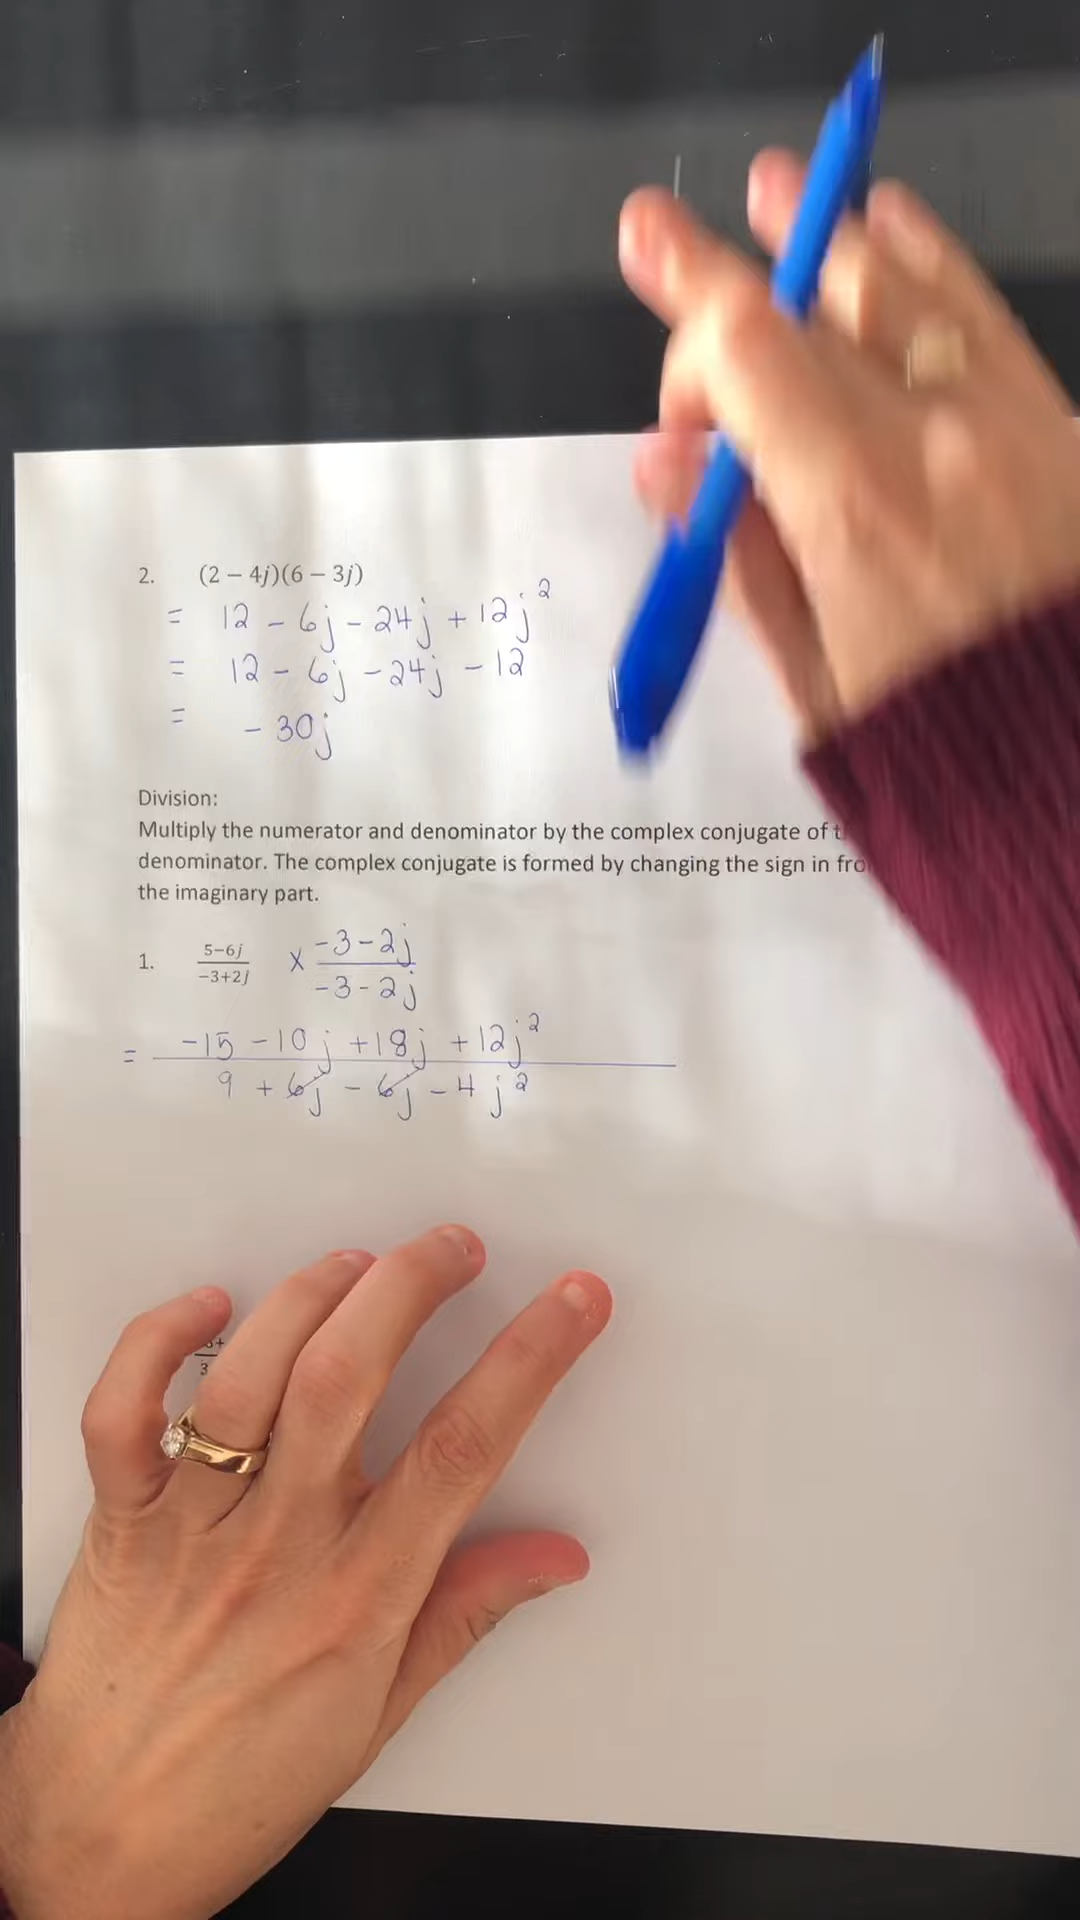 2. (2 – 4j)(6 – 3j)
= 12 - 6j - 24j + 12j²
= 12 - 6j - 24j - 12
= - 30j
Division:
Multiply the numerator and denominator by the complex conjugate of
denominator. The complex conjugate is formed by changing the sign in
the imaginary part.
1. 5–6j / –3+2j × -3-2j / -3-2j
= -15 - 10j + 18j + 12j²
9 + 6j - 6j - 4j²
3